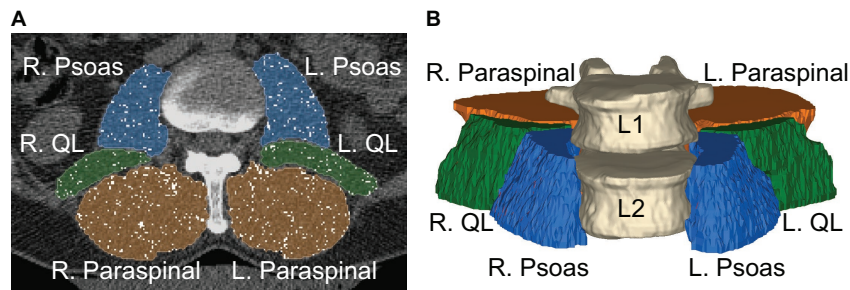 A
R. Psoas
L. Psoas
R. QL
L. QL
R. Paraspinal
L. Paraspinal
B
R. Paraspinal
L. Paraspinal
L1
L2
R. QL
L. QL
R. Psoas
L. Psoas